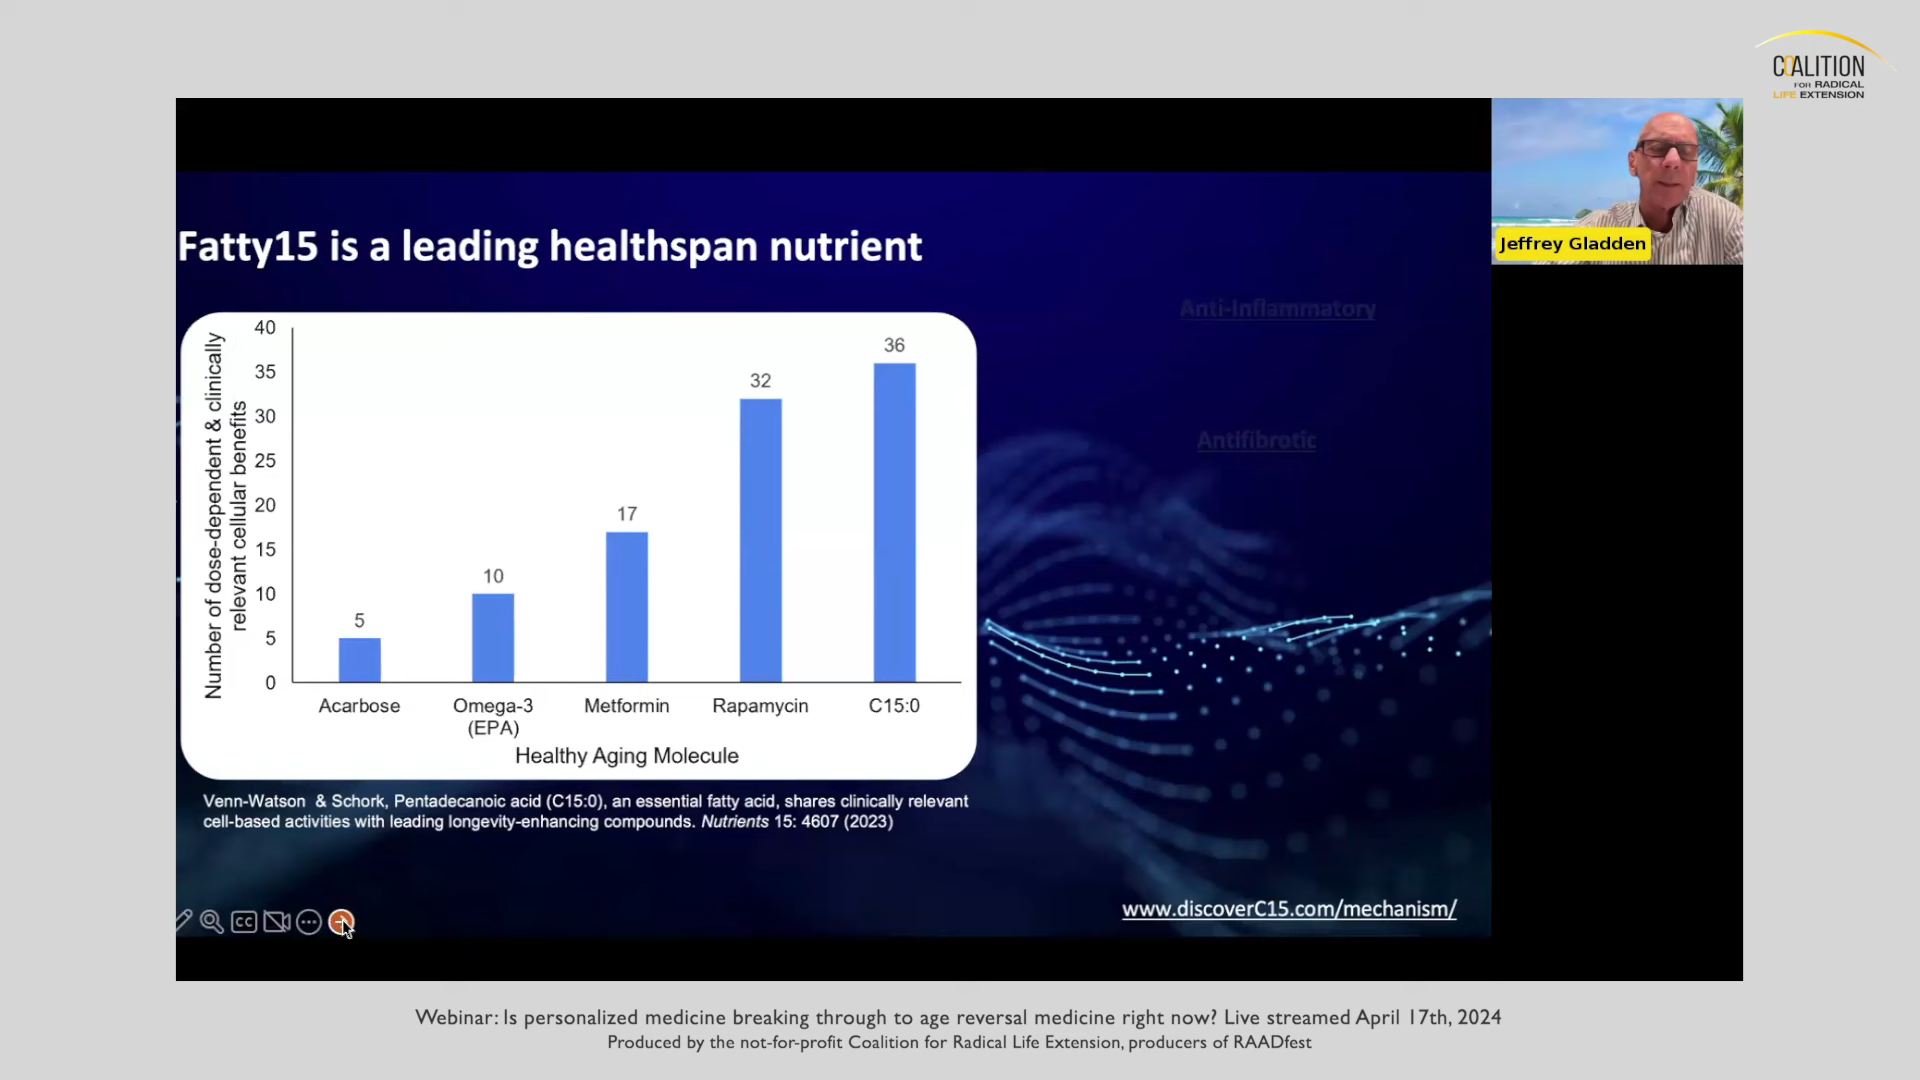 COALITION
FOR RADICAL
LIFE EXTENSION
Jeffrey Gladden
Fatty15 is a leading healthspan nutrient
Anti-Inflammatory
Antifibrotic
Number of dose-dependent & clinically
relevant cellular benefits
40
35
30
25
20
15
10
5
0
5
10
17
32
36
Acarbose
Omega-3
(EPA)
Metformin
Rapamycin
C15:0
Healthy Aging Molecule
Venn-Watson & Schork, Pentadecanoic acid (C15:0), an essential fatty acid, shares clinically relevant
cell-based activities with leading longevity-enhancing compounds. Nutrients 15: 4607 (2023)
CC
www.discoverC15.com/mechanism/
Webinar: Is personalized medicine breaking through to age reversal medicine right now? Live streamed April 17th, 2024
Produced by the not-for-profit Coalition for Radical Life Extension, producers of RAADfest